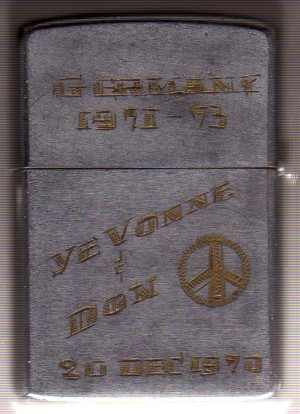 GERMANY
1971-73
YEVONNE
&
DON
20 DEC 1970